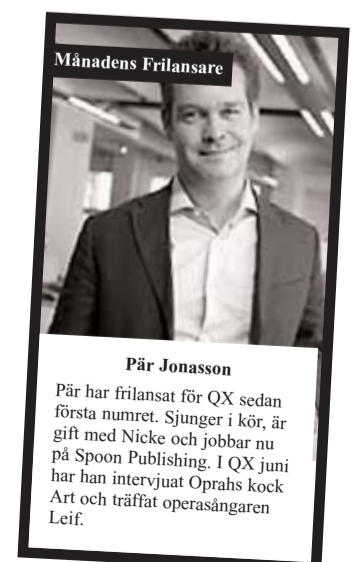 Månadens Frilansare
Pär Jonasson
Pär har frilansat för QX sedan
första numret. Sjunger i kör, är
gift med Nicke och jobbar nu
på Spoon Publishing. I QX juni
har han intervjuat Oprahs kock
Art och träffat operasångaren
Leif.